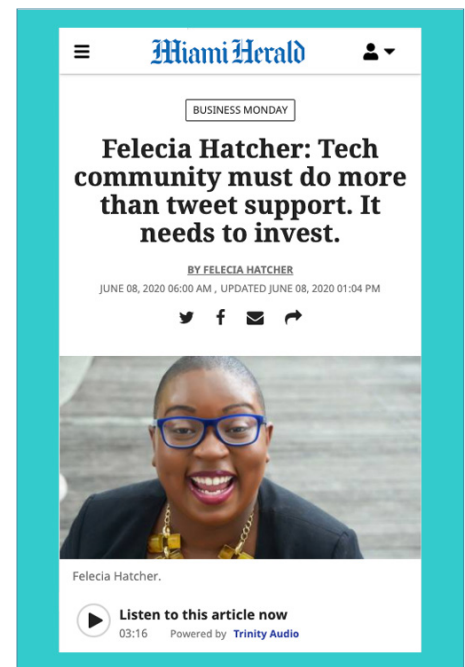 Miami Herald
BUSINESS MONDAY
Felecia Hatcher: Tech
community must do more
than tweet support. It
needs to invest.
BY FELECIA HATCHER
JUNE 08, 2020 06:00 AM , UPDATED JUNE 08, 2020 01:04 PM
Felecia Hatcher.
Listen to this article now
03:16 Powered by Trinity Audio